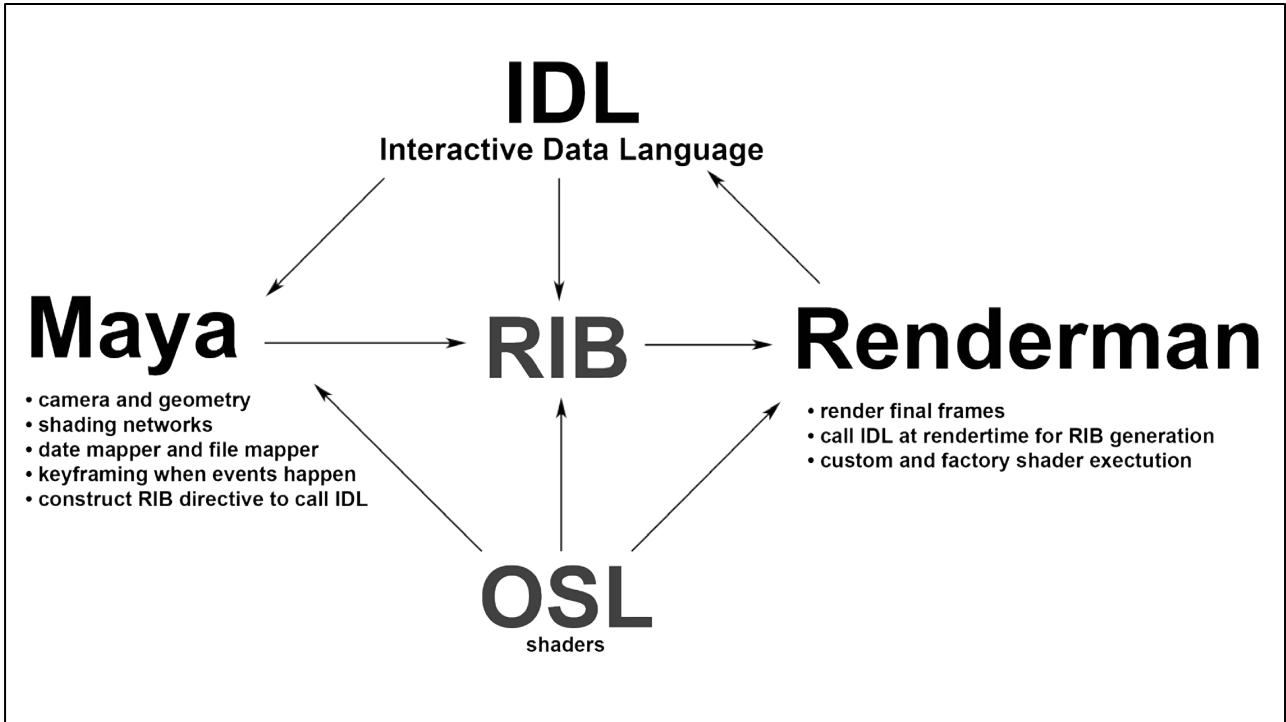 IDL
Interactive Data Language
Maya
• camera and geometry
• shading networks
• date mapper and file mapper
• keyframing when events happen
• construct RIB directive to call IDL
RIB
Renderman
• render final frames
• call IDL at rendertime for RIB generation
• custom and factory shader exectution
OSL
shaders